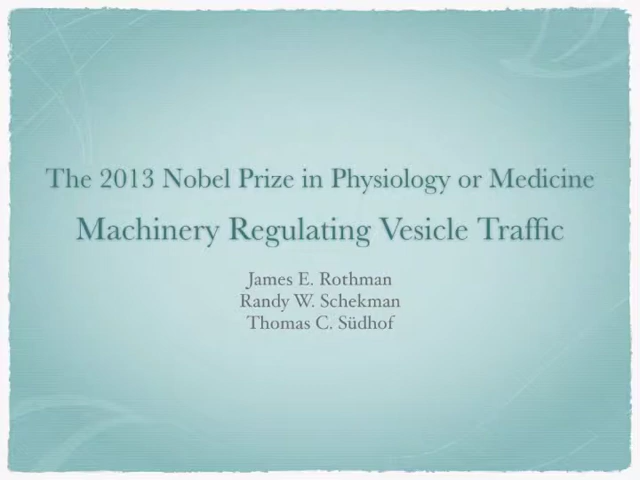 The 2013 Nobel Prize in Physiology or Medicine
Machinery Regulating Vesicle Traffic
James E. Rothman
Randy W. Schekman
Thomas C. Südhof